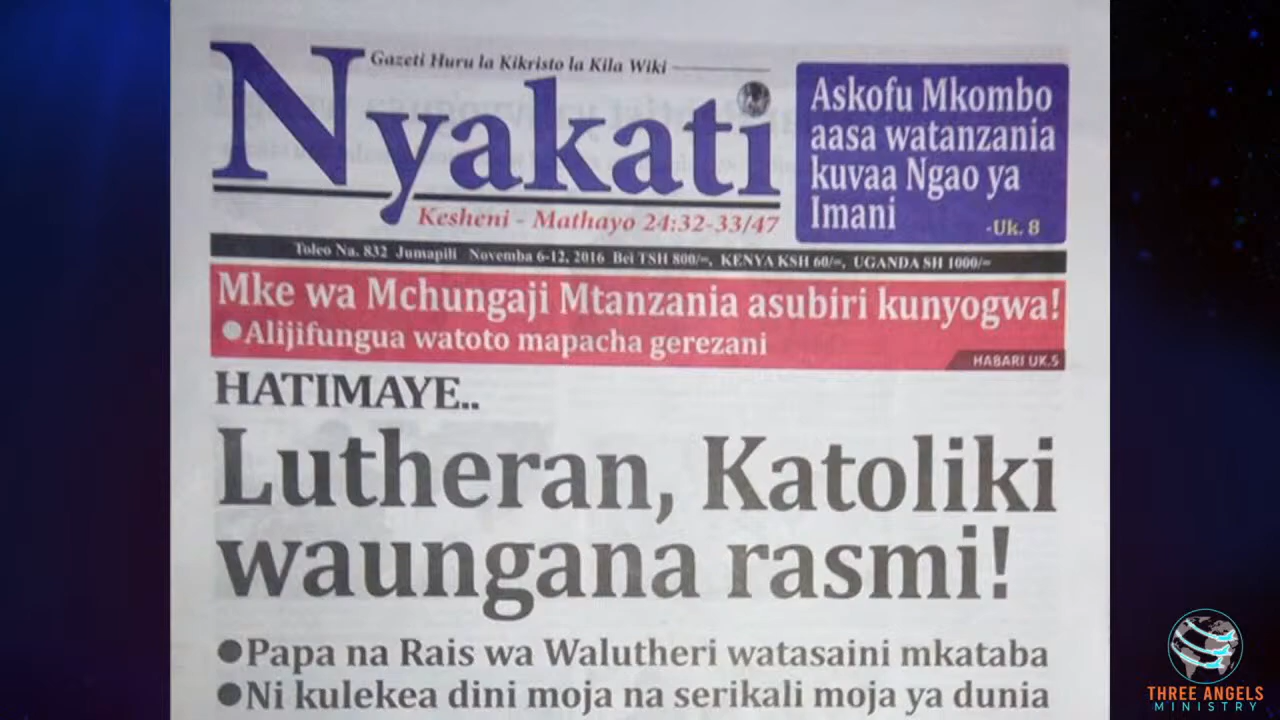 Gazeti Huru la Kikristo la Kila Wiki
Nyakati
Kesheni - Mathayo 24:32-33/47
Askofu Mkombo
aasa watanzania
kuvaa Ngao ya
Imani
-Uk. 8
Toleo Na. 832 Jumapili Novemba 6-12, 2016 Bei TSH 800/=, KENYA KSH 60/=, UGANDA SH 1000/=
Mke wa Mchungaji Mtanzania asubiri kunyogwa!
●Alijifungua watoto mapacha gerezani
HABARI UK.5
HATIMAYE..
Lutheran, Katoliki
waungana rasmi!
●Papa na Rais wa Walutheri watasaini mkataba
●Ni kulekea dini moja na serikali moja ya dunia
THREE ANGELS
MINISTRY